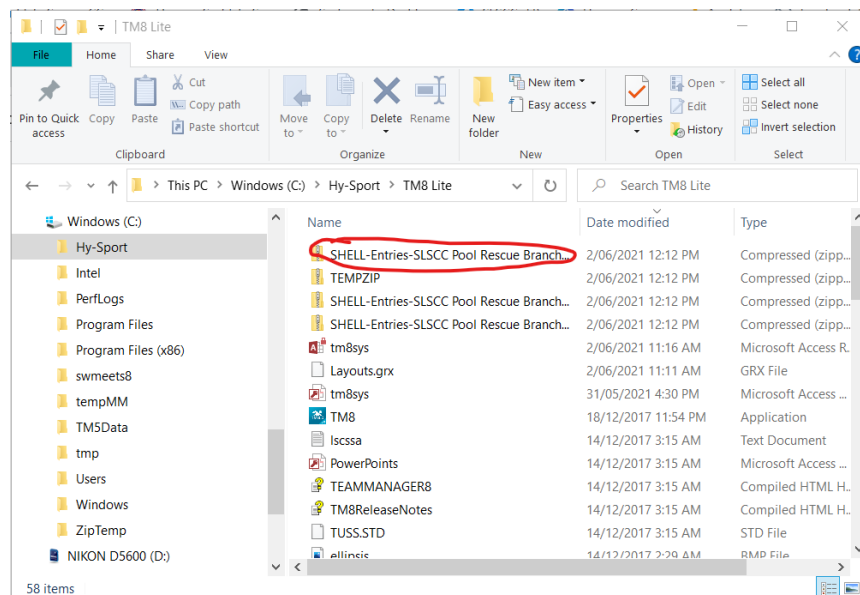 TM8 Lite
File Home Share View
Pin to Quick access
Copy
Paste
Cut
Copy path
Paste shortcut
Clipboard
Move to
Copy to
Delete
Rename
Organize
New folder
New item
Easy access
New
Properties
Open
Edit
History
Open
Select all
Select none
Invert selection
Select
This PC > Windows (C:) > Hy-Sport > TM8 Lite
Search TM8 Lite
Windows (C:)
Hy-Sport
Intel
PerfLogs
Program Files
Program Files (x86)
swmeets8
tempMM
TM5Data
tmp
Users
Windows
ZipTemp
NIKON D5600 (D:)
Name Date modified Type
SHELL-Entries-SLSCC Pool Rescue Branch... 2/06/2021 12:12 PM Compressed (zipp...
TEMPZIP 2/06/2021 12:12 PM Compressed (zipp...
SHELL-Entries-SLSCC Pool Rescue Branch... 2/06/2021 12:12 PM Compressed (zipp...
SHELL-Entries-SLSCC Pool Rescue Branch... 2/06/2021 12:12 PM Compressed (zipp...
tm8sys 2/06/2021 11:16 AM Microsoft Access R...
Layouts.grx 2/06/2021 11:11 AM GRX File
tm8sys 31/05/2021 4:30 PM Microsoft Access ...
TM8 18/12/2017 11:54 PM Application
lscssa 14/12/2017 3:15 AM Text Document
PowerPoints 14/12/2017 3:15 AM Microsoft Access ...
TEAMMANAGER8 14/12/2017 3:15 AM Compiled HTML H...
TM8ReleaseNotes 14/12/2017 3:15 AM Compiled HTML H...
TUSS.STD 14/12/2017 3:15 AM STD File
ellipsis 14/12/2017 2:29 AM BMP File
58 items